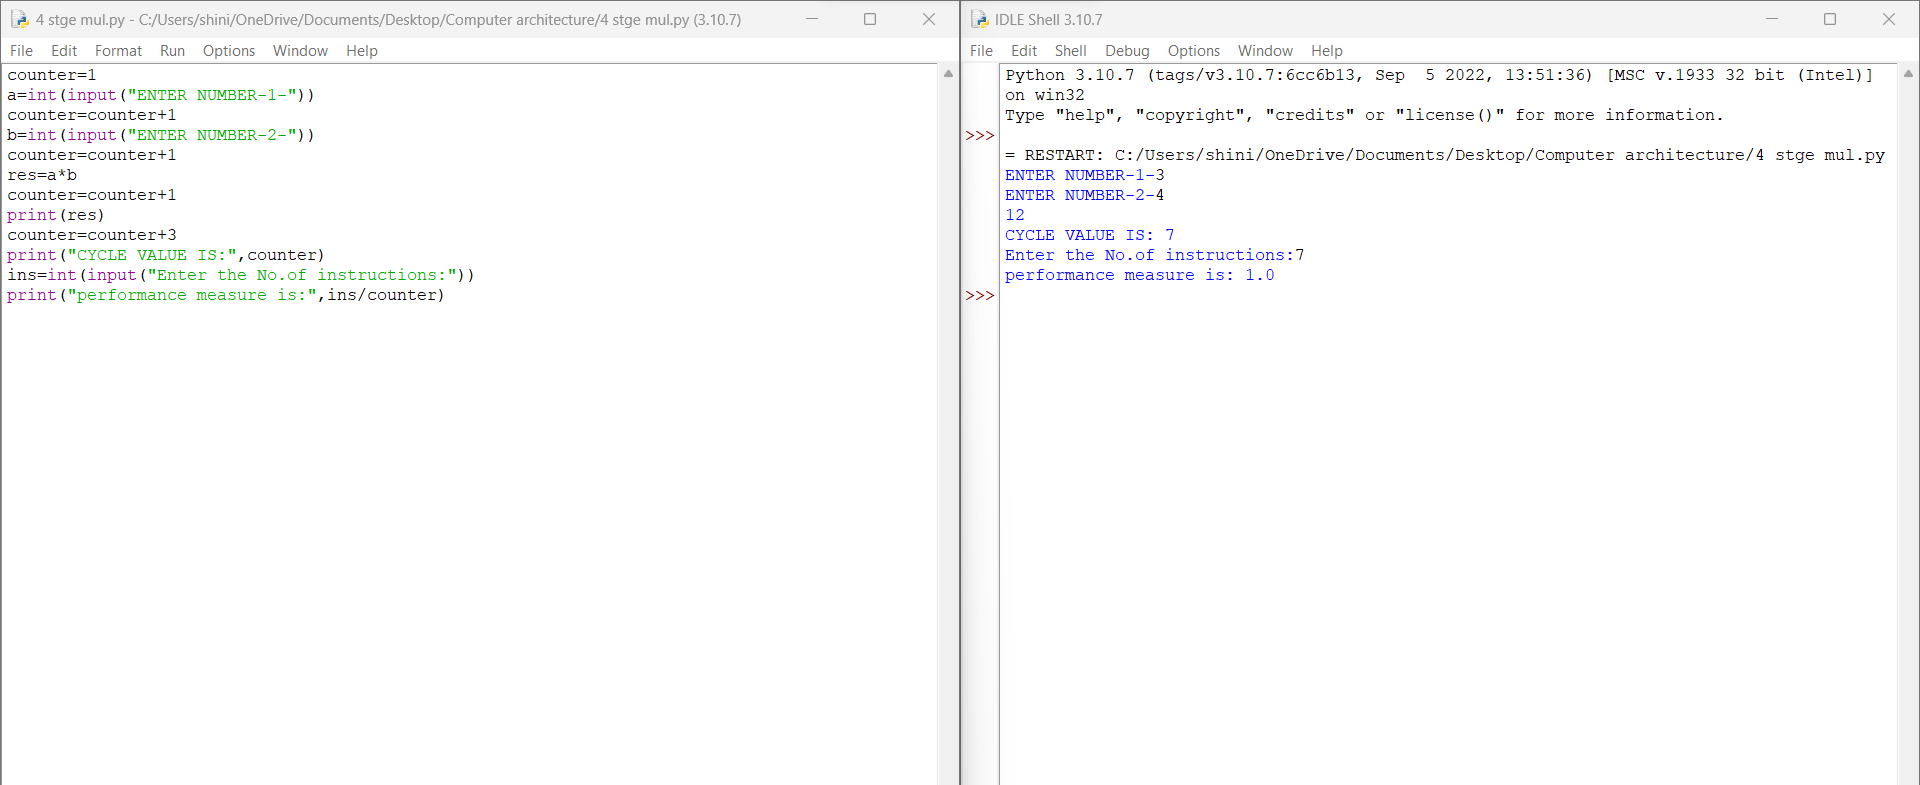 4 stge mul.py - C:/Users/shini/OneDrive/Documents/Desktop/Computer architecture/4 stge mul.py (3.10.7)
File Edit Format Run Options Window Help
counter=1
a=int(input("ENTER NUMBER-1-"))
counter=counter+1
b=int(input("ENTER NUMBER-2-"))
counter=counter+1
res=a*b
counter=counter+1
print(res)
counter=counter+3
print("CYCLE VALUE IS:",counter)
ins=int(input("Enter the No.of instructions:"))
print("performance measure is:",ins/counter)
IDLE Shell 3.10.7
File Edit Shell Debug Options Window Help
Python 3.10.7 (tags/v3.10.7:6cc6b13, Sep  5 2022, 13:51:36) [MSC v.1933 32 bit (Intel)]
on win32
Type "help", "copyright", "credits" or "license()" for more information.
>>>
= RESTART: C:/Users/shini/OneDrive/Documents/Desktop/Computer architecture/4 stge mul.py
ENTER NUMBER-1-3
ENTER NUMBER-2-4
12
CYCLE VALUE IS: 7
Enter the No.of instructions:7
performance measure is: 1.0
>>>